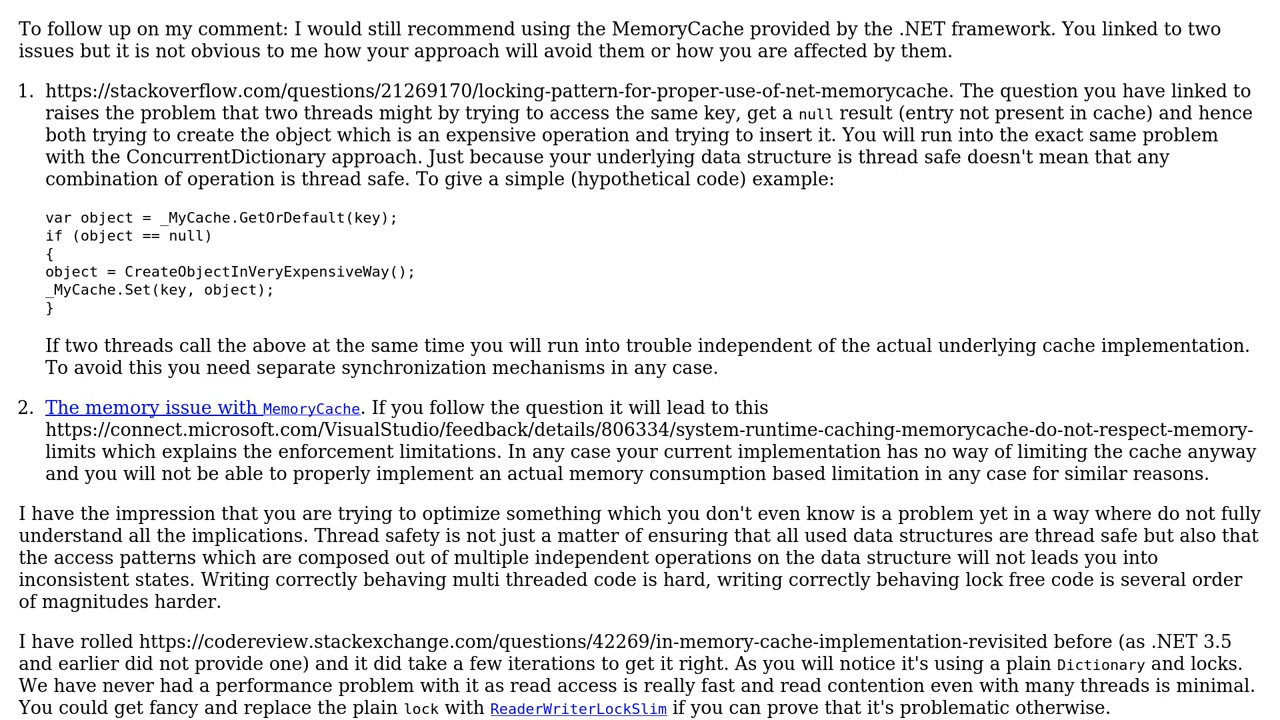 To follow up on my comment: I would still recommend using the MemoryCache provided by the .NET framework. You linked to two
issues but it is not obvious to me how your approach will avoid them or how you are affected by them.
1. https://stackoverflow.com/questions/21269170/locking-pattern-for-proper-use-of-net-memorycache. The question you have linked to
raises the problem that two threads might by trying to access the same key, get a null result (entry not present in cache) and hence
both trying to create the object which is an expensive operation and trying to insert it. You will run into the exact same problem
with the ConcurrentDictionary approach. Just because your underlying data structure is thread safe doesn't mean that any
combination of operation is thread safe. To give a simple (hypothetical code) example:
var object = _MyCache.GetOrDefault(key);
if (object == null)
{
object = CreateObjectInVeryExpensiveWay();
_MyCache.Set(key, object);
}
If two threads call the above at the same time you will run into trouble independent of the actual underlying cache implementation.
To avoid this you need separate synchronization mechanisms in any case.
2. The memory issue with MemoryCache. If you follow the question it will lead to this
https://connect.microsoft.com/VisualStudio/feedback/details/806334/system-runtime-caching-memorycache-do-not-respect-memory-
limits which explains the enforcement limitations. In any case your current implementation has no way of limiting the cache anyway
and you will not be able to properly implement an actual memory consumption based limitation in any case for similar reasons.
I have the impression that you are trying to optimize something which you don't even know is a problem yet in a way where do not fully
understand all the implications. Thread safety is not just a matter of ensuring that all used data structures are thread safe but also that
the access patterns which are composed out of multiple independent operations on the data structure will not leads you into
inconsistent states. Writing correctly behaving multi threaded code is hard, writing correctly behaving lock free code is several order
of magnitudes harder.
I have rolled https://codereview.stackexchange.com/questions/42269/in-memory-cache-implementation-revisited before (as .NET 3.5
and earlier did not provide one) and it did take a few iterations to get it right. As you will notice it's using a plain Dictionary and locks.
We have never had a performance problem with it as read access is really fast and read contention even with many threads is minimal.
You could get fancy and replace the plain lock with ReaderWriterLockSlim if you can prove that it's problematic otherwise.